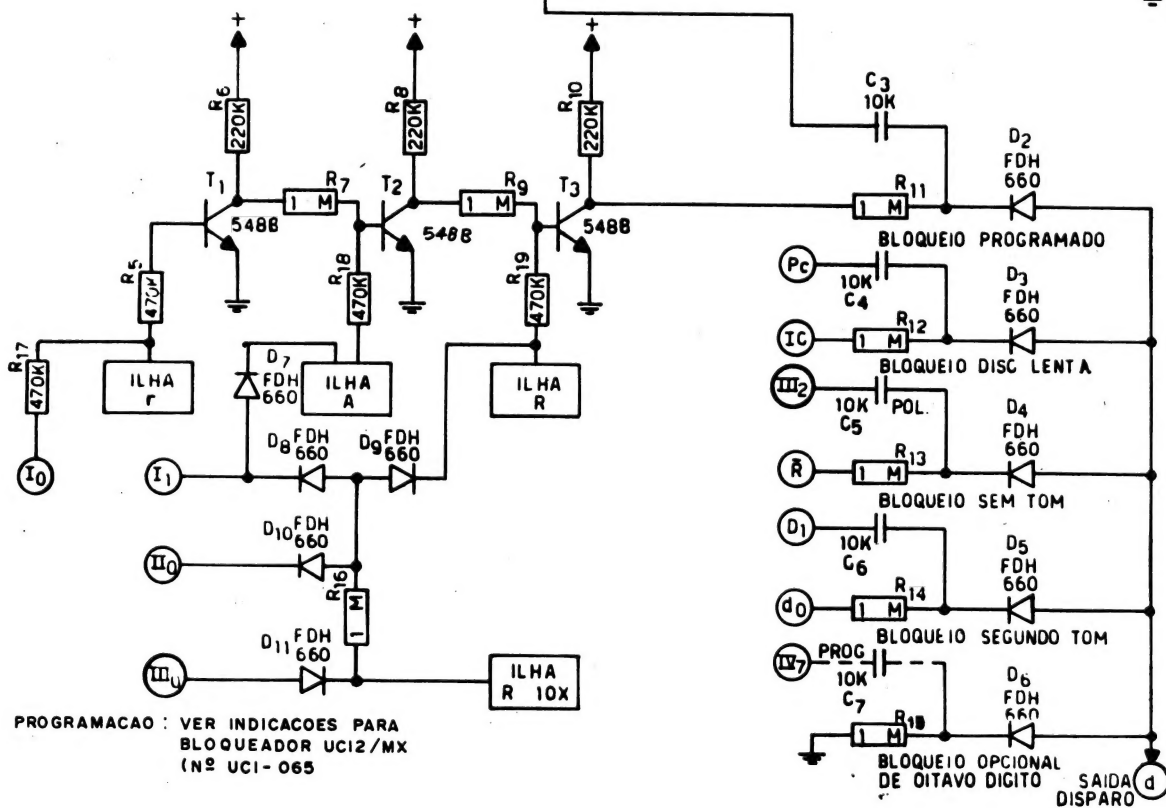 + + +
R6 220K
R8 220K
R10 220K
C3
10K
D2
FDH
660
T1
548B
R7
1 M
T2
548B
R9
1 M
T3
548B
R11
1 M
BLOQUEIO PROGRAMADO
R5 470K
R18 470K
R19 470K
Pc
10K
C4
D3
FDH
660
R17 470K
ILHA
r
D7
FDH
660
ILHA
A
ILHA
R
IC
R12
1 M
BLOQUEIO DISC LENTA
III2
10K
C5
POL.
D4
FDH
660
I0
I1
D8 FDH
660
D9 FDH
660
R̄
R13
1 M
BLOQUEIO SEM TOM
D10 FDH
660
II0
R16
1 M
D1
10K
C6
D5
FDH
660
d0
R14
1 M
BLOQUEIO SEGUNDO TOM
D11 FDH
660
III0
ILHA
R 10X
IV7
PROG
10K
C7
D6
FDH
660
R15
1 M
BLOQUEIO OPCIONAL
DE OITAVO DIGITO
SAIDA
DISPARO
d
PROGRAMACAO : VER INDICACOES PARA
BLOQUEADOR UCI2/MX
(Nº UCI-065